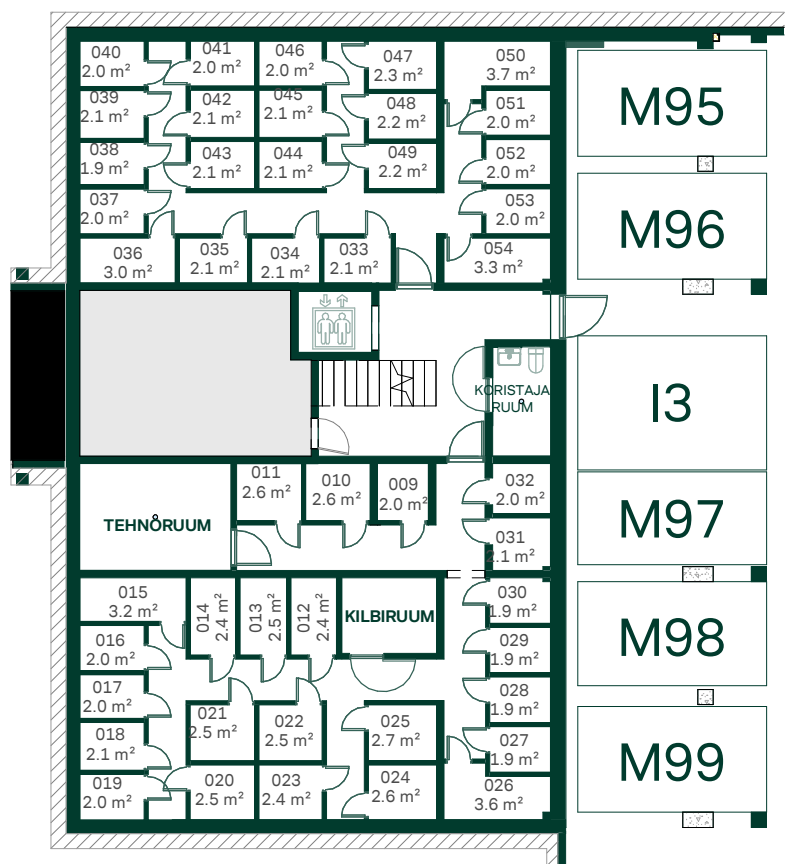 040
2.0 m²
041
2.0 m²
046
2.0 m²
047
2.3 m²
050
3.7 m²
039
2.1 m²
042
2.1 m²
045
2.1 m²
048
2.2 m²
051
2.0 m²
038
1.9 m²
043
2.1 m²
044
2.1 m²
049
2.2 m²
052
2.0 m²
037
2.0 m²
053
2.0 m²
036
3.0 m²
035
2.1 m²
034
2.1 m²
033
2.1 m²
054
3.3 m²
M95
M96
KORISTAJA
RUUM
I3
011
2.6 m²
010
2.6 m²
009
2.0 m²
032
2.0 m²
TEHNORUUM
031
2.1 m²
M97
015
3.2 m²
014
2.4 m²
013
2.5 m²
012
2.4 m²
KILBIRUUM
030
1.9 m²
016
2.0 m²
029
1.9 m²
M98
017
2.0 m²
028
1.9 m²
018
2.1 m²
021
2.5 m²
022
2.5 m²
025
2.7 m²
027
1.9 m²
019
2.0 m²
020
2.5 m²
023
2.4 m²
024
2.6 m²
026
3.6 m²
M99